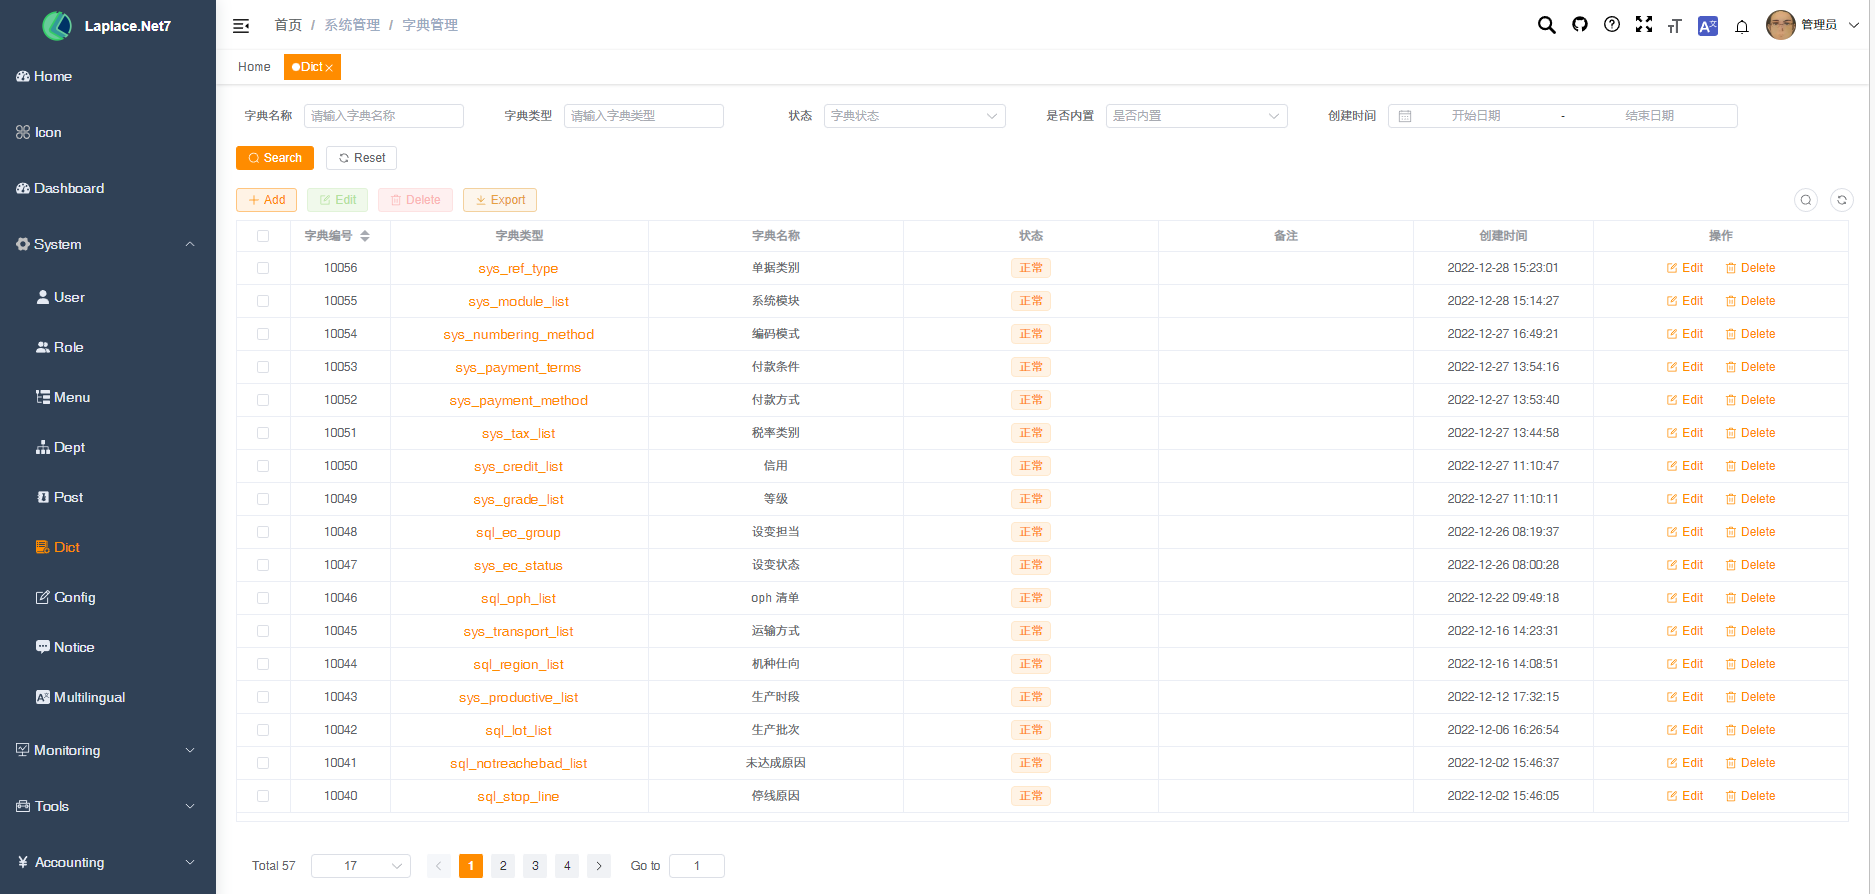 Laplace.Net7
首页 / 系统管理 / 字典管理
管理员
Home
Dict
Home
Icon
Dashboard
System
User
Role
Menu
Dept
Post
Dict
Config
Notice
Multilingual
Monitoring
Tools
¥ Accounting
字典名称 请输入字典名称 字典类型 请输入字典类型 状态 字典状态 是否内置 是否内置 创建时间 开始日期 - 结束日期
Search Reset
Add Edit Delete Export
字典编号 字典类型 字典名称 状态 备注 创建时间 操作
10056 sys_ref_type 单据类别 正常 2022-12-28 15:23:01 Edit Delete
10055 sys_module_list 系统模块 正常 2022-12-28 15:14:27 Edit Delete
10054 sys_numbering_method 编码模式 正常 2022-12-27 16:49:21 Edit Delete
10053 sys_payment_terms 付款条件 正常 2022-12-27 13:54:16 Edit Delete
10052 sys_payment_method 付款方式 正常 2022-12-27 13:53:40 Edit Delete
10051 sys_tax_list 税率类别 正常 2022-12-27 13:44:58 Edit Delete
10050 sys_credit_list 信用 正常 2022-12-27 11:10:47 Edit Delete
10049 sys_grade_list 等级 正常 2022-12-27 11:10:11 Edit Delete
10048 sql_ec_group 设变担当 正常 2022-12-26 08:19:37 Edit Delete
10047 sys_ec_status 设变状态 正常 2022-12-26 08:00:28 Edit Delete
10046 sql_oph_list oph 清单 正常 2022-12-22 09:49:18 Edit Delete
10045 sys_transport_list 运输方式 正常 2022-12-16 14:23:31 Edit Delete
10044 sql_region_list 机种仕向 正常 2022-12-16 14:08:51 Edit Delete
10043 sys_productive_list 生产时段 正常 2022-12-12 17:32:15 Edit Delete
10042 sql_lot_list 生产批次 正常 2022-12-06 16:26:54 Edit Delete
10041 sql_notreachebad_list 未达成原因 正常 2022-12-02 15:46:37 Edit Delete
10040 sql_stop_line 停线原因 正常 2022-12-02 15:46:05 Edit Delete
Total 57 17 1 2 3 4 Go to 1